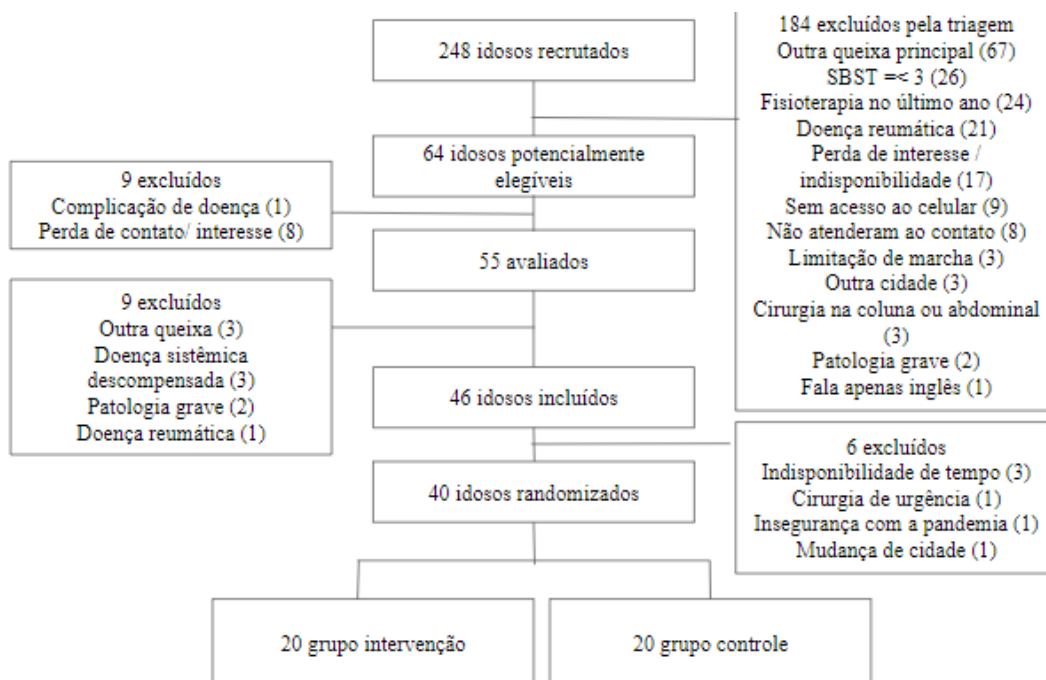 248 idosos recrutados
184 excluídos pela triagem
Outra queixa principal (67)
SBST =< 3 (26)
Fisioterapia no último ano (24)
Doença reumática (21)
Perda de interesse /
indisponibilidade (17)
Sem acesso ao celular (9)
Não atenderam ao contato (8)
Limitação de marcha (3)
Outra cidade (3)
Cirurgia na coluna ou abdominal
(3)
Patologia grave (2)
Fala apenas inglês (1)
64 idosos potencialmente
elegíveis
9 excluídos
Complicação de doença (1)
Perda de contato/ interesse (8)
55 avaliados
9 excluídos
Outra queixa (3)
Doença sistêmica
descompensada (3)
Patologia grave (2)
Doença reumática (1)
46 idosos incluídos
6 excluídos
Indisponibilidade de tempo (3)
Cirurgia de urgência (1)
Insegurança com a pandemia (1)
Mudança de cidade (1)
40 idosos randomizados
20 grupo intervenção
20 grupo controle